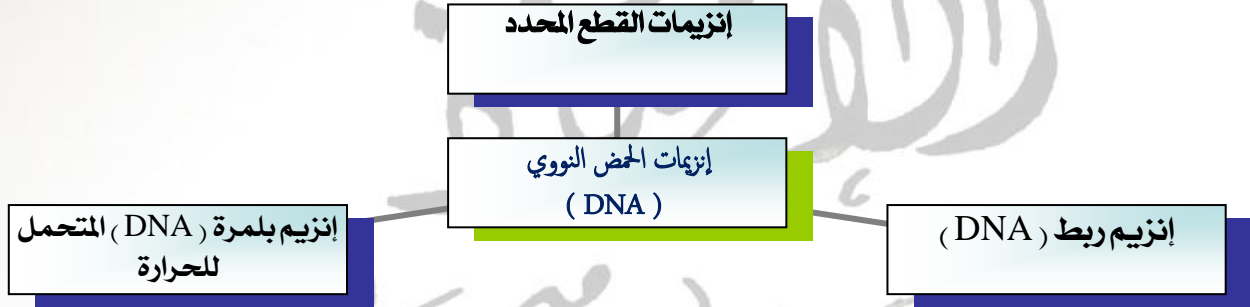 إنزيمات القطع المحدد
إنزيمات الحمض النووي
( DNA )
إنزيم ربط ( DNA )
إنزيم بلمرة ( DNA ) المتحمل
للحرارة